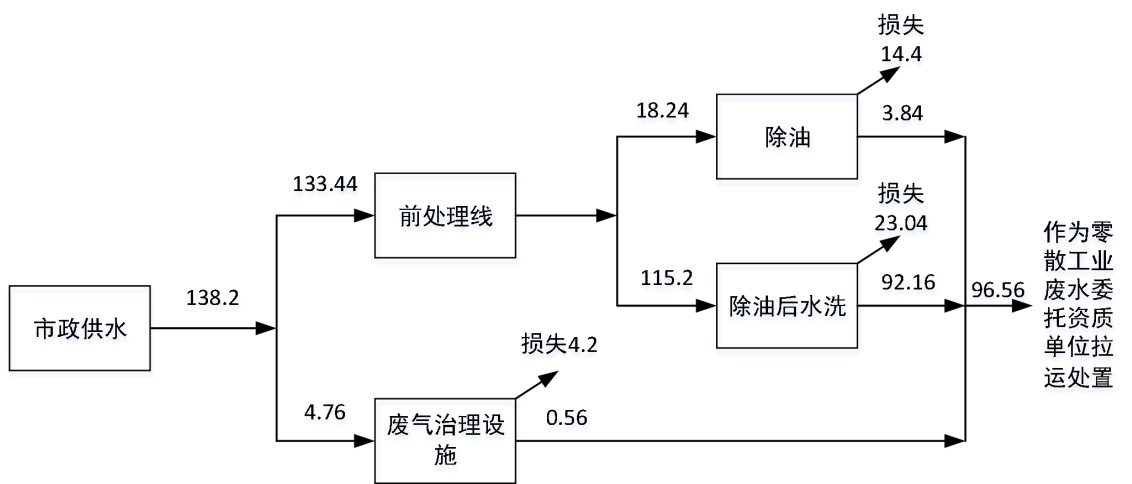 损失
14.4
18.24
3.84
除油
133.44
前处理线
损失
23.04
作为零
散工业
废水委
托资质
单位拉
运处置
138.2
市政供水
115.2
除油后水洗
92.16
96.56
损失4.2
4.76
废气治理设
施
0.56